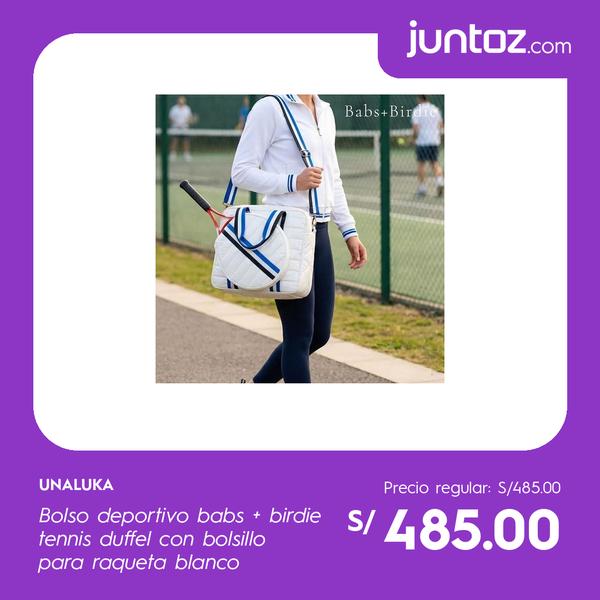 juntoz.com
Babs+Birdie
UNALUKA
Bolso deportivo babs + birdie
tennis duffel con bolsillo
para raqueta blanco
Precio regular: S/485.00
S/ 485.00